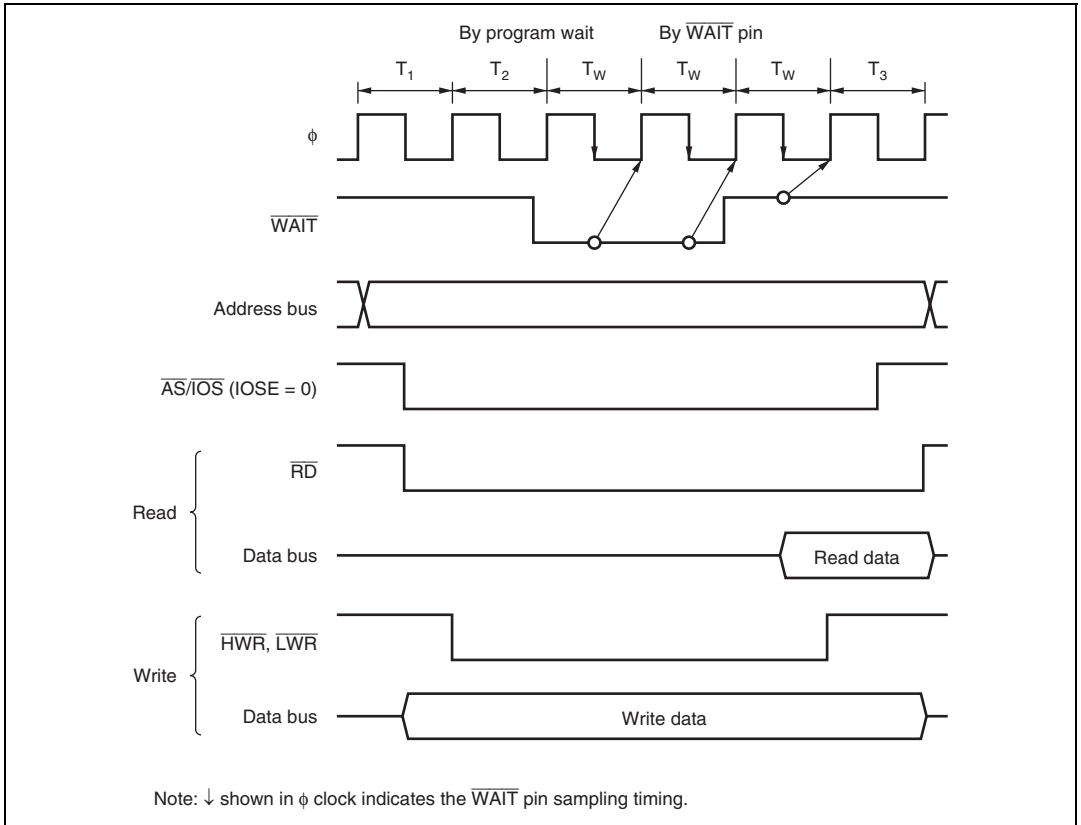 By program wait By WAIT pin
T1 T2 TW TW TW T3
ϕ
WAIT
Address bus
AS/IOS (IOSE = 0)
RD
Read
Data bus Read data
HWR, LWR
Write
Data bus Write data
Note: ↓ shown in ϕ clock indicates the WAIT pin sampling timing.